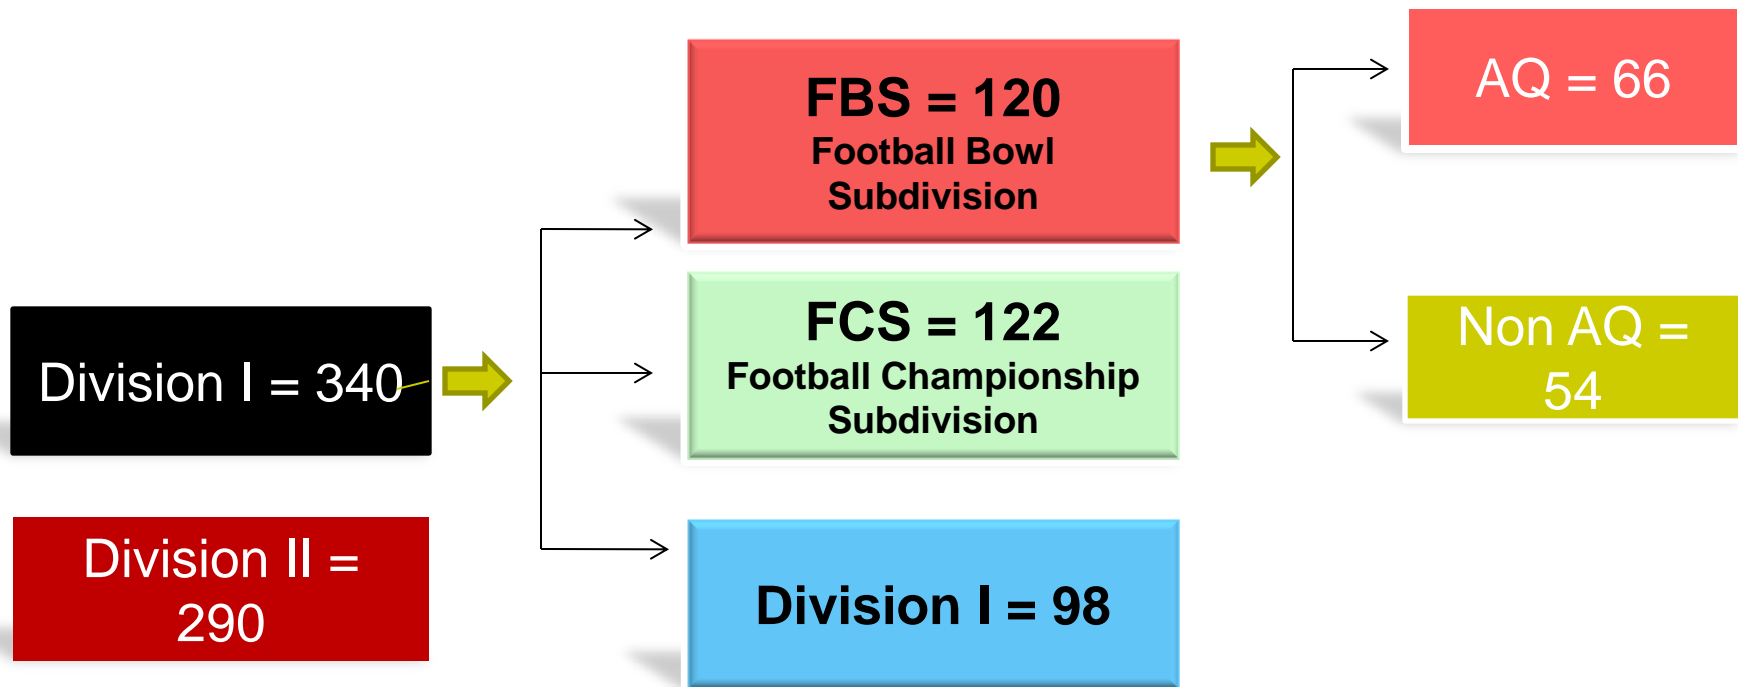 Division I = 340
Division II =
290
FBS = 120
Football Bowl
Subdivision
FCS = 122
Football Championship
Subdivision
Division I = 98
AQ = 66
Non AQ =
54